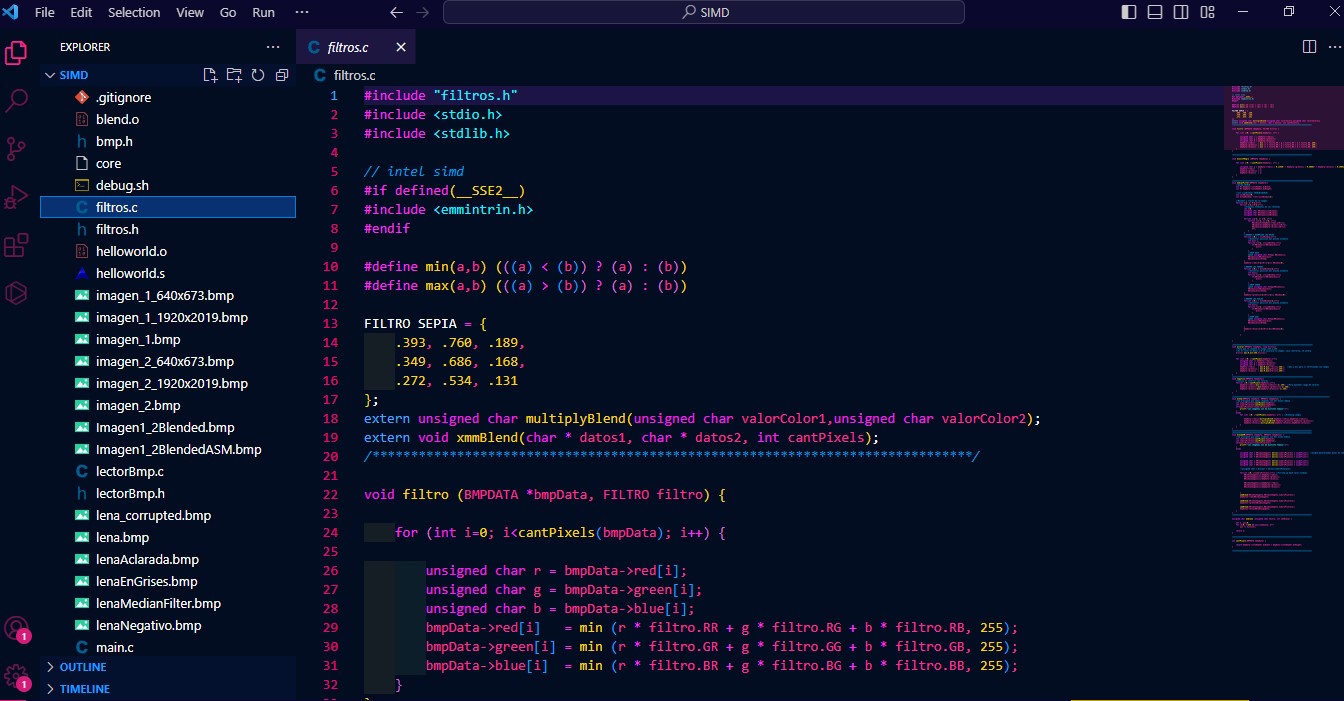 File Edit Selection View Go Run ··· SIMD
EXPLORER ···
SIMD
.gitignore
blend.o
bmp.h
core
debug.sh
filtros.c
filtros.h
helloworld.o
helloworld.s
imagen_1_640x673.bmp
imagen_1_1920x2019.bmp
imagen_1.bmp
imagen_2_640x673.bmp
imagen_2_1920x2019.bmp
imagen_2.bmp
Imagen1_2Blended.bmp
Imagen1_2BlendedASM.bmp
lectorBmp.c
lectorBmp.h
lena_corrupted.bmp
lena.bmp
lenaAclarada.bmp
lenaEnGrises.bmp
lenaMedianFilter.bmp
lenaNegativo.bmp
main.c
OUTLINE
TIMELINE
1
1
filtros.c
filtros.c
1 #include "filtros.h"
2 #include <stdio.h>
3 #include <stdlib.h>
4
5 // intel simd
6 #if defined(__SSE2__)
7 #include <emmintrin.h>
8 #endif
9
10 #define min(a,b) (((a) < (b)) ? (a) : (b))
11 #define max(a,b) (((a) > (b)) ? (a) : (b))
12
13 FILTRO SEPIA = {
14 .393, .760, .189,
15 .349, .686, .168,
16 .272, .534, .131
17 };
18 extern unsigned char multiplyBlend(unsigned char valorColor1,unsigned char valorColor2);
19 extern void xmmBlend(char * datos1, char * datos2, int cantPixels);
20 /******************************************************************************/
21
22 void filtro (BMPDATA *bmpData, FILTRO filtro) {
23
24 for (int i=0; i<cantPixels(bmpData); i++) {
25
26 unsigned char r = bmpData->red[i];
27 unsigned char g = bmpData->green[i];
28 unsigned char b = bmpData->blue[i];
29 bmpData->red[i] = min (r * filtro.RR + g * filtro.RG + b * filtro.RB, 255);
30 bmpData->green[i] = min (r * filtro.GR + g * filtro.GG + b * filtro.GB, 255);
31 bmpData->blue[i] = min (r * filtro.BR + g * filtro.BG + b * filtro.BB, 255);
32 }